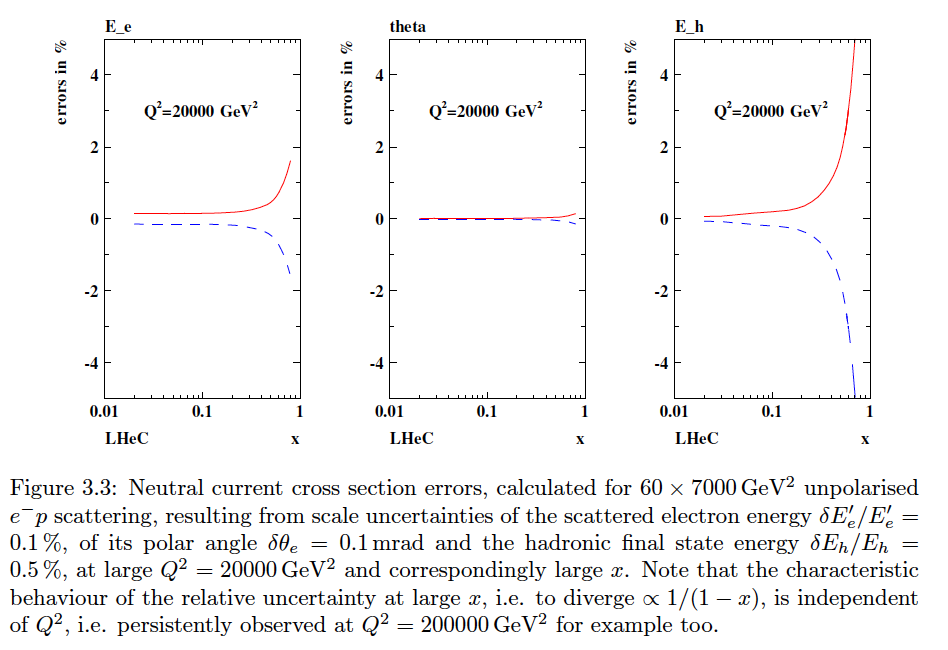 E_e
errors in %
4
2
0
-2
-4
Q²=20000 GeV²
0.01 0.1 1
LHeC x
theta
errors in %
4
2
0
-2
-4
Q²=20000 GeV²
0.01 0.1 1
LHeC x
E_h
errors in %
4
2
0
-2
-4
Q²=20000 GeV²
0.01 0.1 1
LHeC x
Figure 3.3: Neutral current cross section errors, calculated for 60 × 7000 GeV² unpolarised
e⁻p scattering, resulting from scale uncertainties of the scattered electron energy δE′ₑ/E′ₑ =
0.1 %, of its polar angle δθₑ = 0.1 mrad and the hadronic final state energy δEₕ/Eₕ =
0.5 %, at large Q² = 20000 GeV² and correspondingly large x. Note that the characteristic
behaviour of the relative uncertainty at large x, i.e. to diverge ∝ 1/(1 − x), is independent
of Q², i.e. persistently observed at Q² = 200000 GeV² for example too.